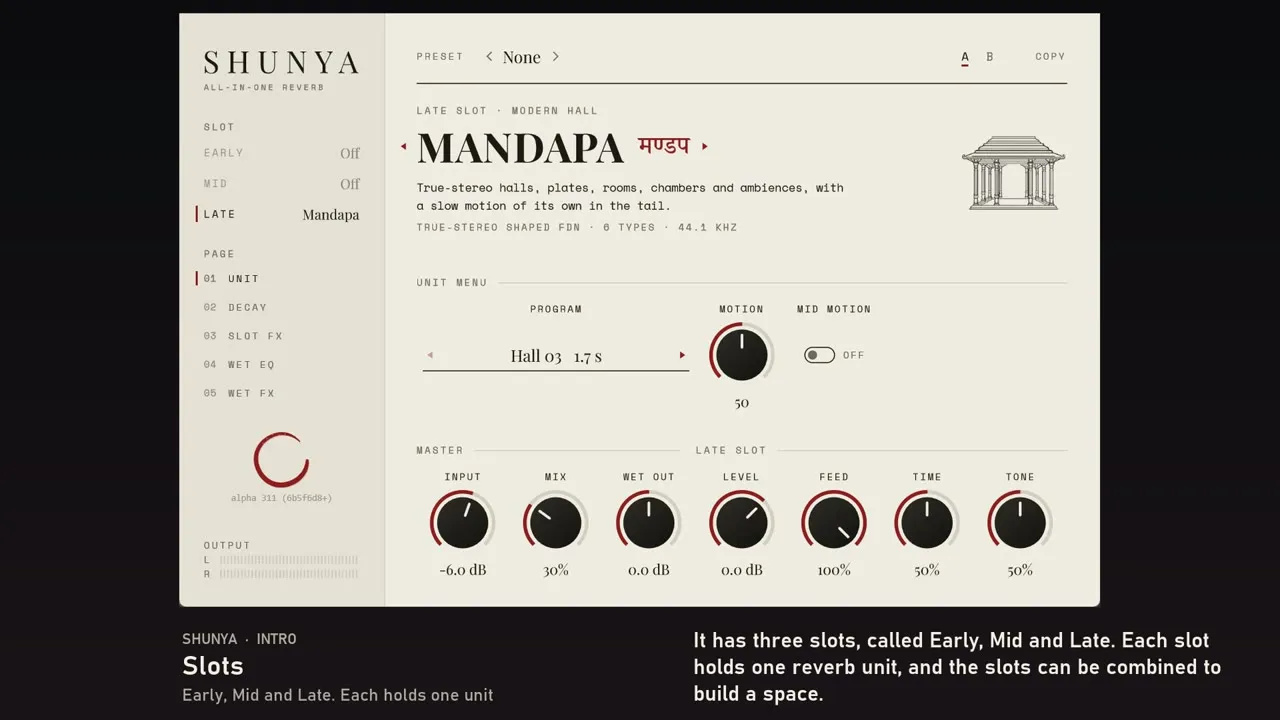 SHUNYA
ALL-IN-ONE REVERB
SLOT
EARLY Off
MID Off
LATE Mandapa
PAGE
01 UNIT
02 DECAY
03 SLOT FX
04 WET EQ
05 WET FX
alpha 311 (6b5f6d8+)
OUTPUT
L
R
PRESET < None > A B COPY
LATE SLOT · MODERN HALL
MANDAPA मण्डप
True-stereo halls, plates, rooms, chambers and ambiences, with
a slow motion of its own in the tail.
TRUE-STEREO SHAPED FDN · 6 TYPES · 44.1 KHZ
UNIT MENU
PROGRAM MOTION MID MOTION
Hall 03 1.7 s OFF
50
MASTER LATE SLOT
INPUT MIX WET OUT LEVEL FEED TIME TONE
-6.0 dB 30% 0.0 dB 0.0 dB 100% 50% 50%
SHUNYA · INTRO
Slots
Early, Mid and Late. Each holds one unit
It has three slots, called Early, Mid and Late. Each slot
holds one reverb unit, and the slots can be combined to
build a space.